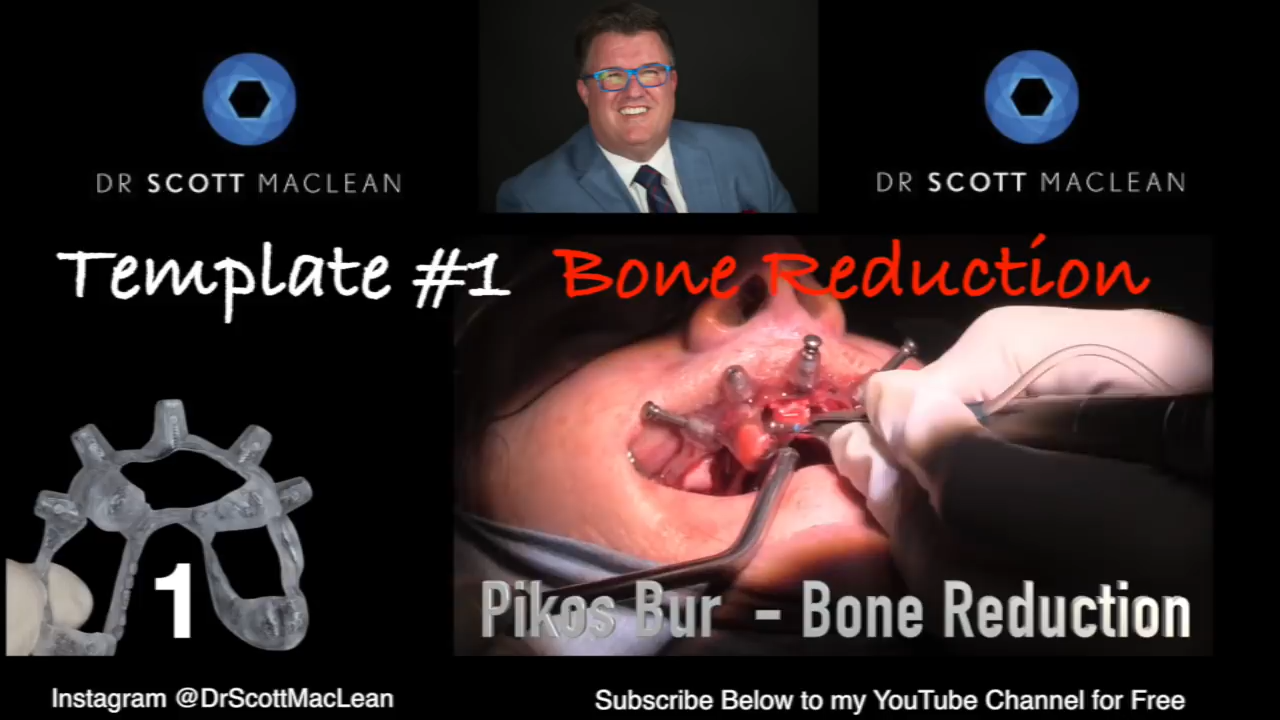 DR SCOTT MACLEAN
DR SCOTT MACLEAN
Template #1 Bone Reduction
1
Pikos Bur - Bone Reduction
Instagram @DrScottMacLean
Subscribe Below to my YouTube Channel for Free